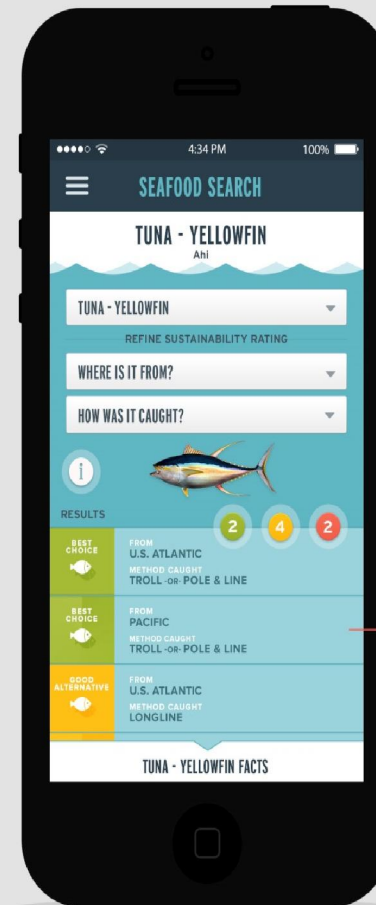 4:34 PM
100%
SEAFOOD SEARCH
TUNA - YELLOWFIN
Ahi
TUNA - YELLOWFIN
REFINE SUSTAINABILITY RATING
WHERE IS IT FROM?
HOW WAS IT CAUGHT?
i
RESULTS
2
4
2
BEST
CHOICE
FROM
U.S. ATLANTIC
METHOD CAUGHT
TROLL -OR- POLE & LINE
BEST
CHOICE
FROM
PACIFIC
METHOD CAUGHT
TROLL -OR- POLE & LINE
GOOD
ALTERNATIVE
FROM
U.S. ATLANTIC
METHOD CAUGHT
LONGLINE
TUNA - YELLOWFIN FACTS